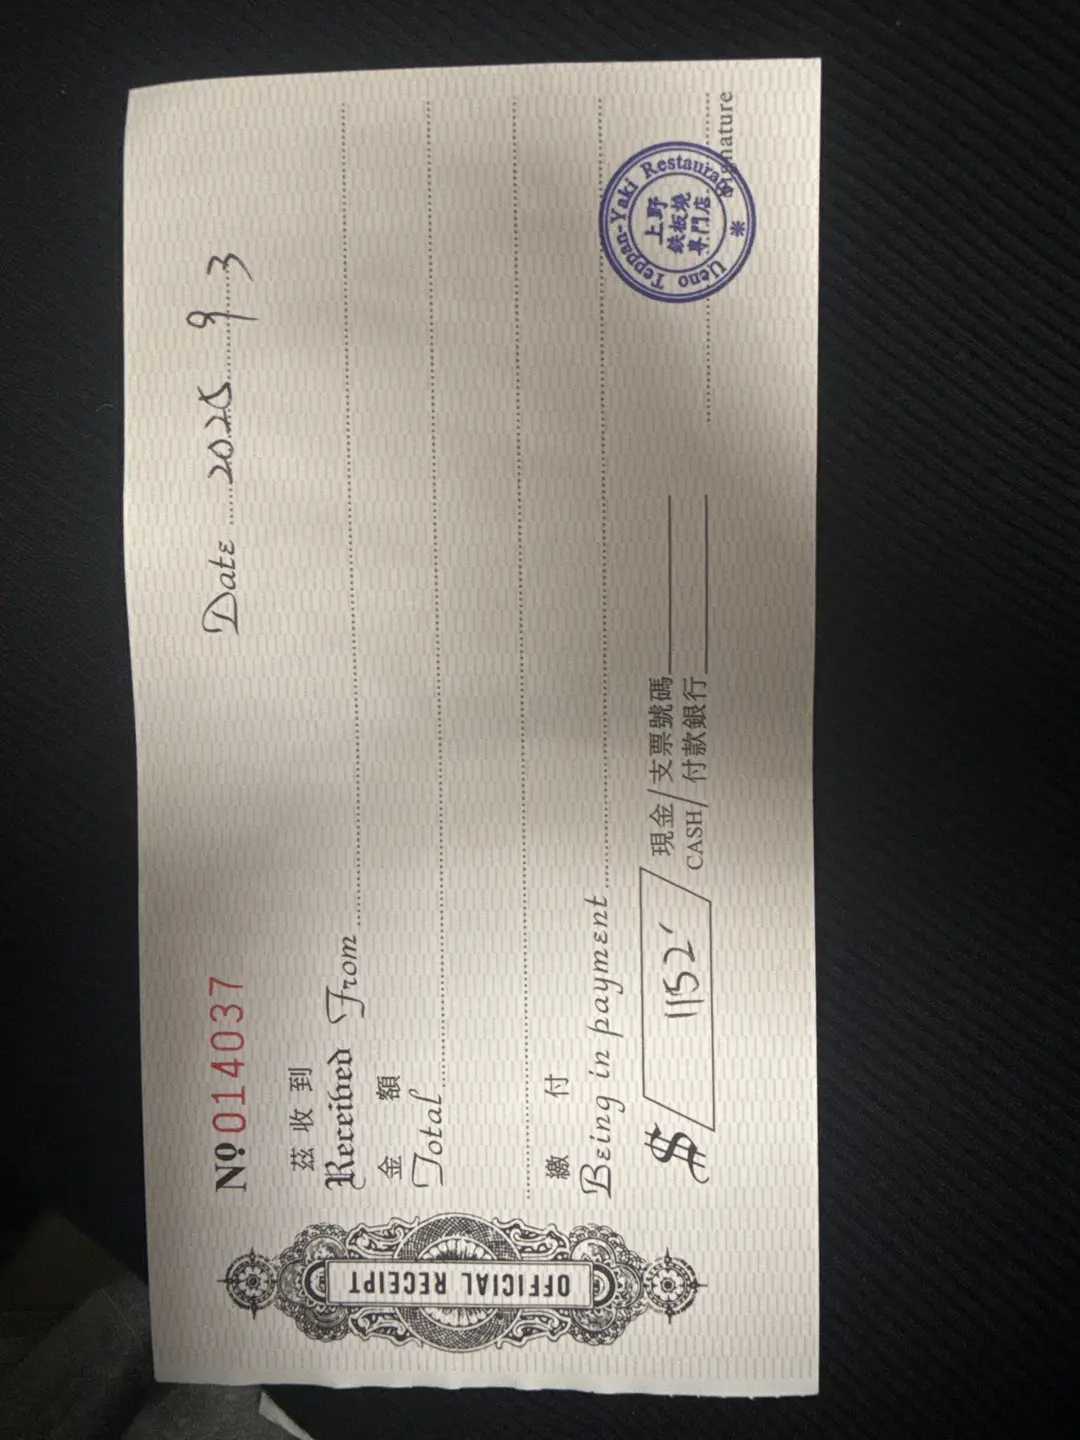 OFFICIAL RECEIPT
Nº 014037
Date 2025 9 3
茲收到
Received From
金額
Total
繳付
Being in payment
$ 1152
現金/支票號碼
CASH/付款銀行
Ueno Teppan-Yaki Restaurant
上野
鉄板燒
專門店
Signature